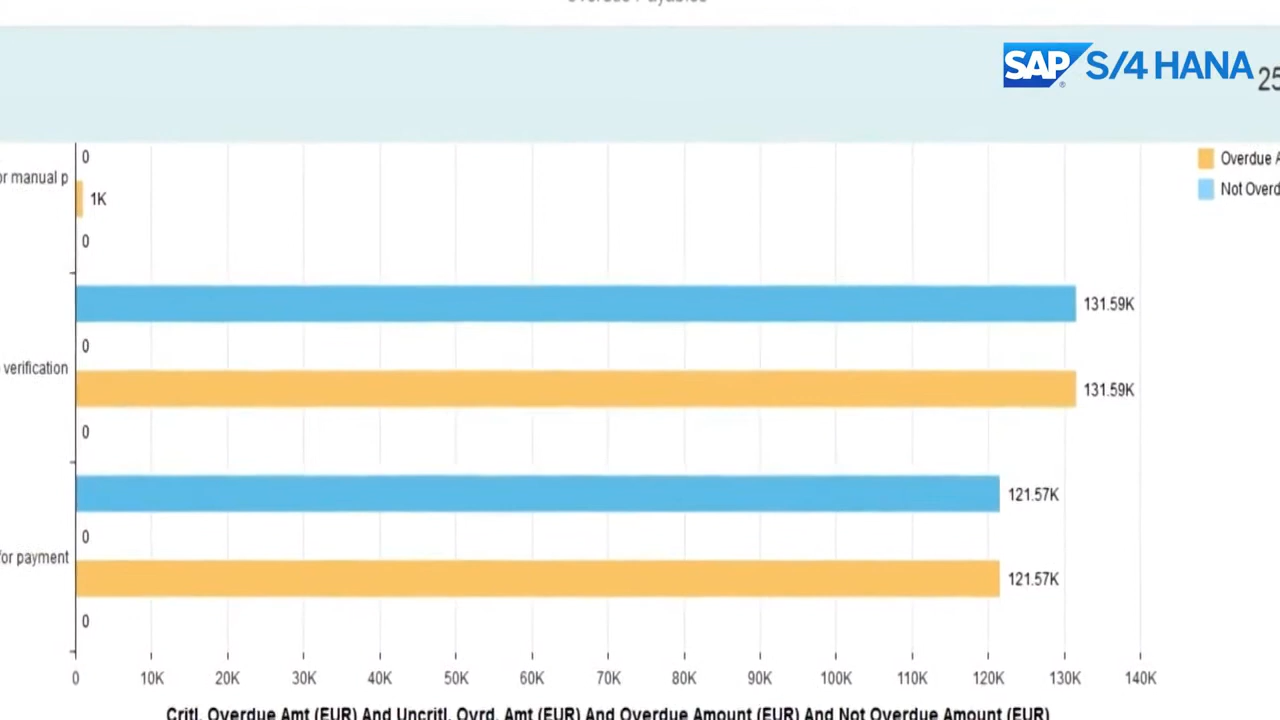 SAP S/4 HANA
25
Overdue A
Not Overd
or manual p
0
1K
0
131.59K
0
verification
131.59K
0
121.57K
0
for payment
121.57K
0
0 10K 20K 30K 40K 50K 60K 70K 80K 90K 100K 110K 120K 130K 140K
Critl. Overdue Amt (EUR) And Uncritl. Ovrd. Amt (EUR) And Overdue Amount (EUR) And Not Overdue Amount (EUR)